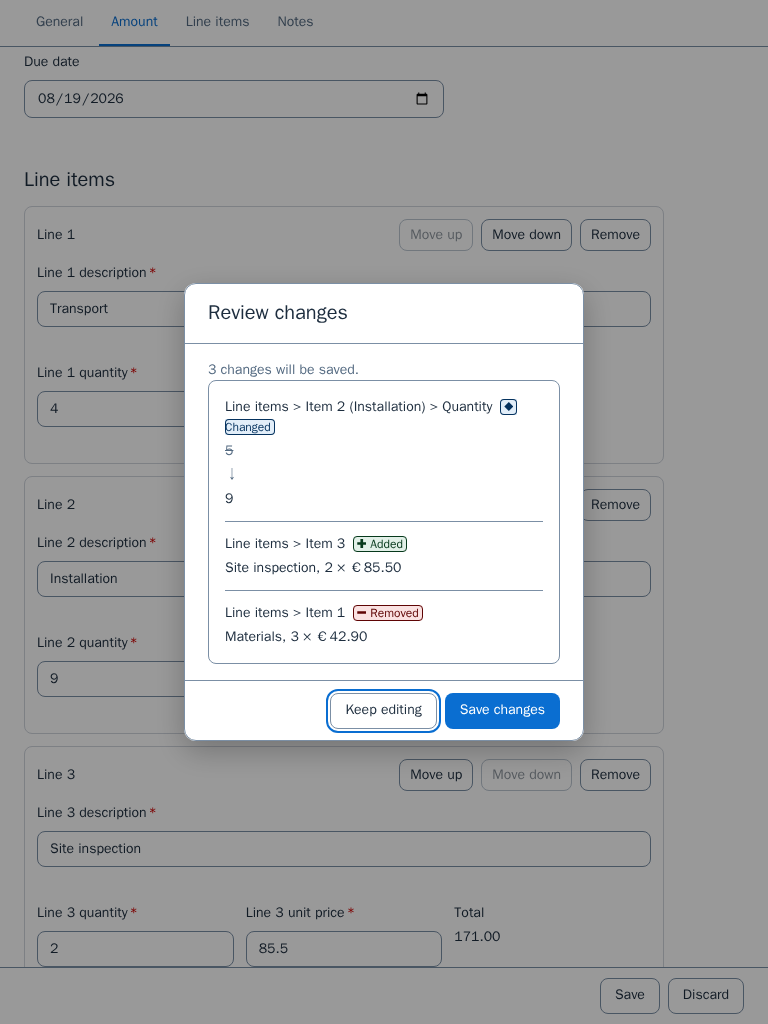 General
Amount
Line items
Notes
Due date
08/19/2026
Line items
Line 1
Move up
Move down
Remove
Line 1 description *
Transport
Line 1 quantity *
4
Line 2
Remove
Line 2 description *
Installation
Line 2 quantity *
9
Review changes
3 changes will be saved.
Line items > Item 2 (Installation) > Quantity
Changed
5
↓
9
Line items > Item 3 Added
Site inspection, 2 × € 85.50
Line items > Item 1 Removed
Materials, 3 × € 42.90
Keep editing
Save changes
Line 3
Move up
Move down
Remove
Line 3 description *
Site inspection
Line 3 quantity *
Line 3 unit price *
Total
2
85.5
171.00
Save
Discard